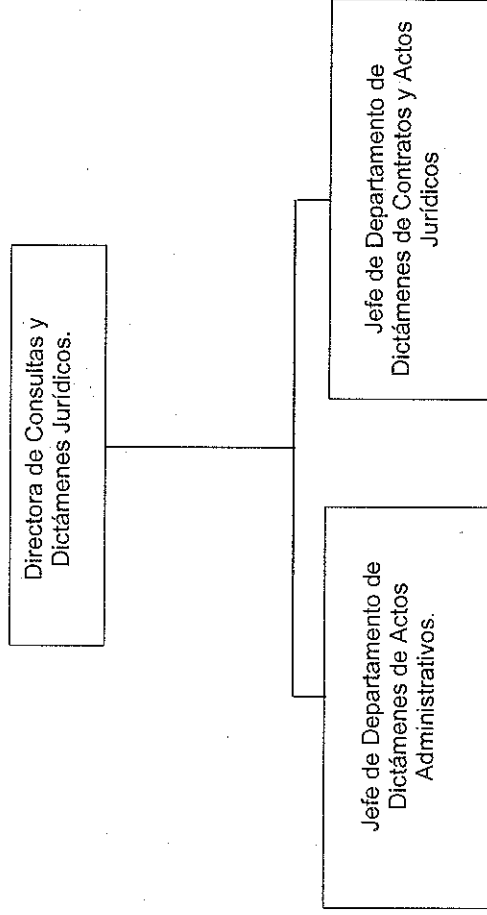 Directora de Consultas y
Dictámenes Jurídicos.
Jefe de Departamento de
Dictámenes de Actos
Administrativos.
Jefe de Departamento de
Dictámenes de Contratos y Actos
Jurídicos